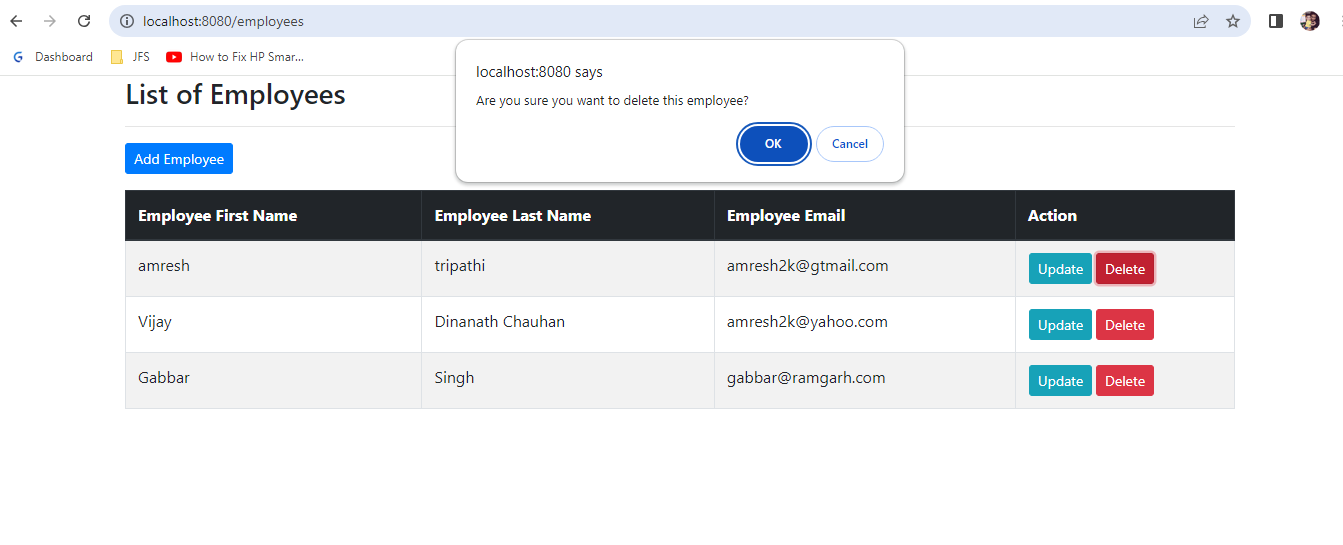 localhost:8080/employees
Dashboard JFS How to Fix HP Smar...
localhost:8080 says
Are you sure you want to delete this employee?
OK Cancel
List of Employees
Add Employee
Employee First Name Employee Last Name Employee Email Action
amresh tripathi amresh2k@gtmail.com Update Delete
Vijay Dinanath Chauhan amresh2k@yahoo.com Update Delete
Gabbar Singh gabbar@ramgarh.com Update Delete